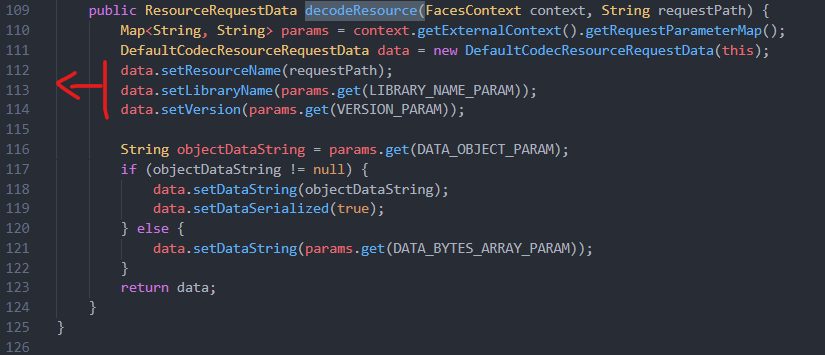 109 public ResourceRequestData decodeResource(FacesContext context, String requestPath) {
110 Map<String, String> params = context.getExternalContext().getRequestParameterMap();
111 DefaultCodecResourceRequestData data = new DefaultCodecResourceRequestData(this);
112 data.setResourceName(requestPath);
113 data.setLibraryName(params.get(LIBRARY_NAME_PARAM));
114 data.setVersion(params.get(VERSION_PARAM));
115
116 String objectDataString = params.get(DATA_OBJECT_PARAM);
117 if (objectDataString != null) {
118 data.setDataString(objectDataString);
119 data.setDataSerialized(true);
120 } else {
121 data.setDataString(params.get(DATA_BYTES_ARRAY_PARAM));
122 }
123 return data;
124 }
125 }
126